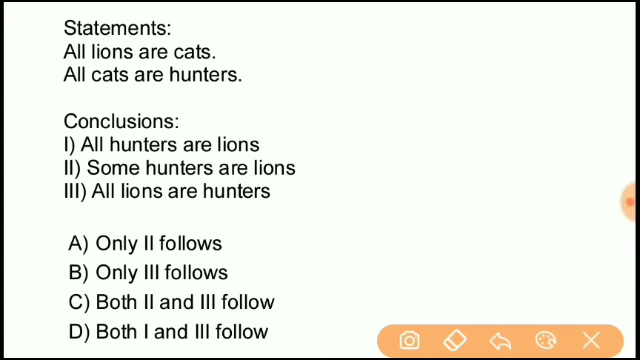 Statements:
All lions are cats.
All cats are hunters.
Conclusions:
I) All hunters are lions
II) Some hunters are lions
III) All lions are hunters
A) Only II follows
B) Only III follows
C) Both II and III follow
D) Both I and III follow